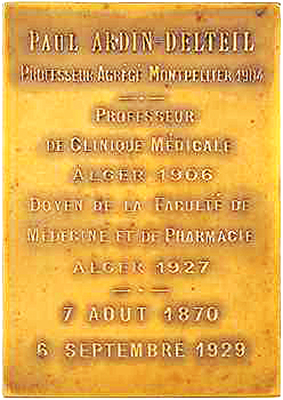 PAUL ARDIN-DELTEIL
PROFESSEUR AGRÉGÉ MONTPELLIER 1904
PROFESSEUR
DE CLINIQUE MÉDICALE
ALGER 1906
DOYEN DE LA FACULTÉ DE
MÉDECINE ET DE PHARMACIE
ALGER 1927
7 AOUT 1870
6 SEPTEMBRE 1929